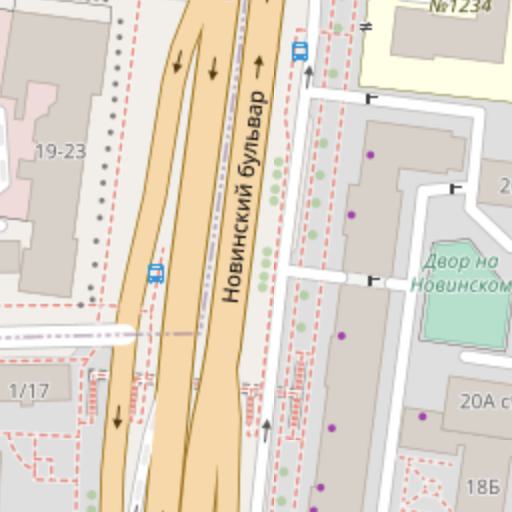 №1234
19-23
Новинский бульвар
Двор на
Новинском
1/17
20А с
18Б